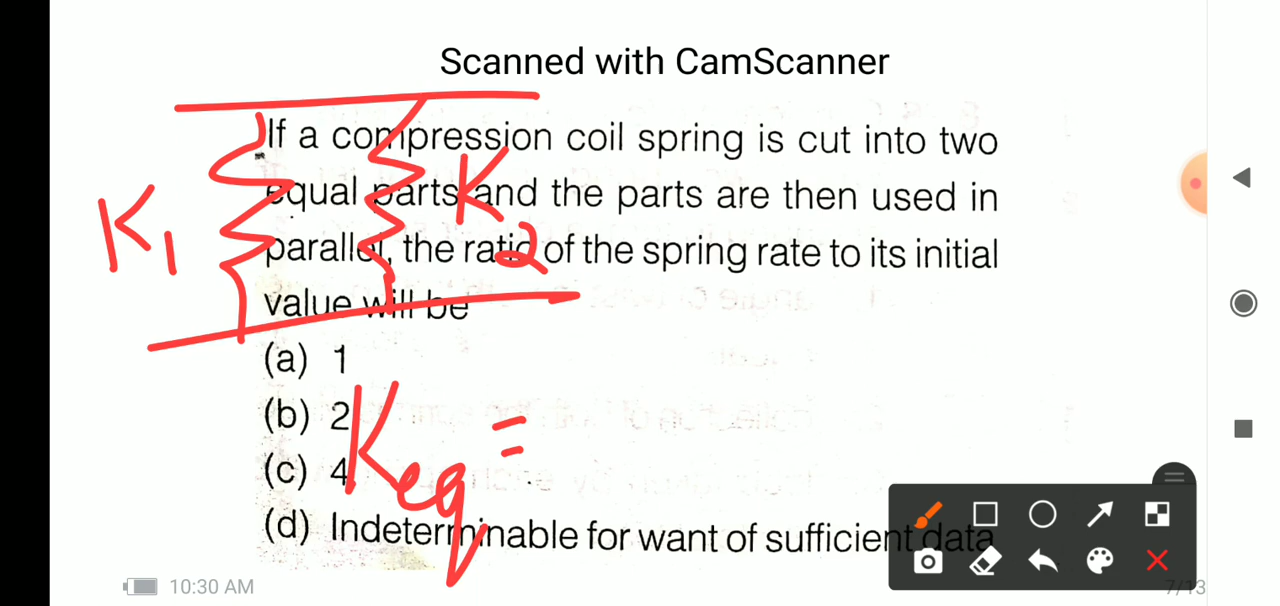 Scanned with CamScanner
If a compression coil spring is cut into two
equal parts and the parts are then used in
parallel, the ratio of the spring rate to its initial
value will be
(a) 1
(b) 2
(c) 4
(d) Indeterminable for want of sufficient data
K1
K2
Keq =
10:30 AM
7/13